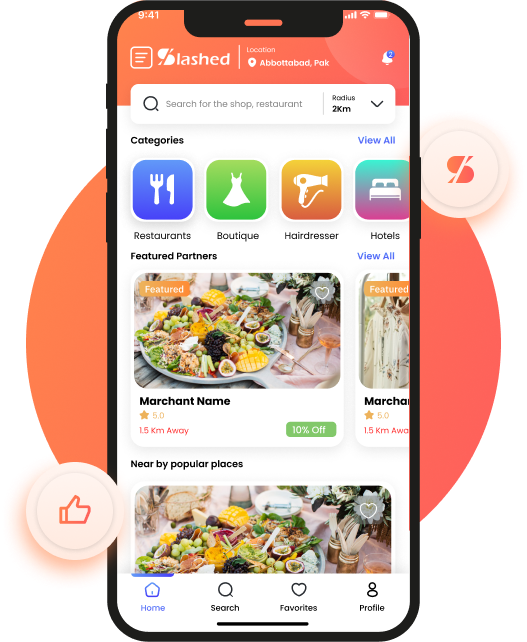 9:41
Slashed
Location
Abbottabad, Pak
2
Search for the shop, restaurant
Radius
2Km
Categories
View All
Restaurants
Boutique
Hairdresser
Hotels
Featured Partners
View All
Featured
Featured
Marchant Name
Marchan
5.0
5.0
1.5 Km Away
10% Off
1.5 Km Awa
Near by popular places
Home
Search
Favorites
Profile